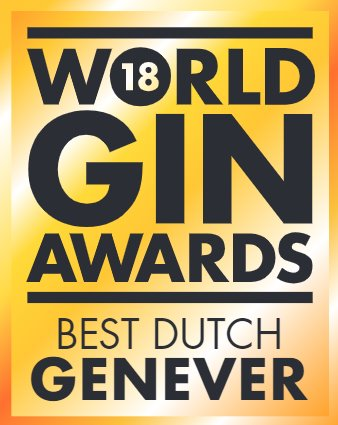 WORLD
18
GIN
AWARDS
BEST DUTCH
GENEVER